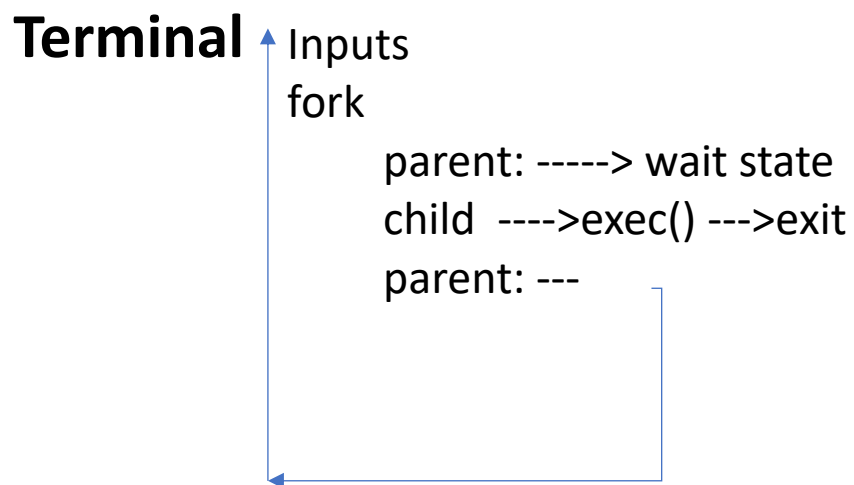 Terminal Inputs
fork
parent: -----> wait state
child ---->exec() --->exit
parent: ---